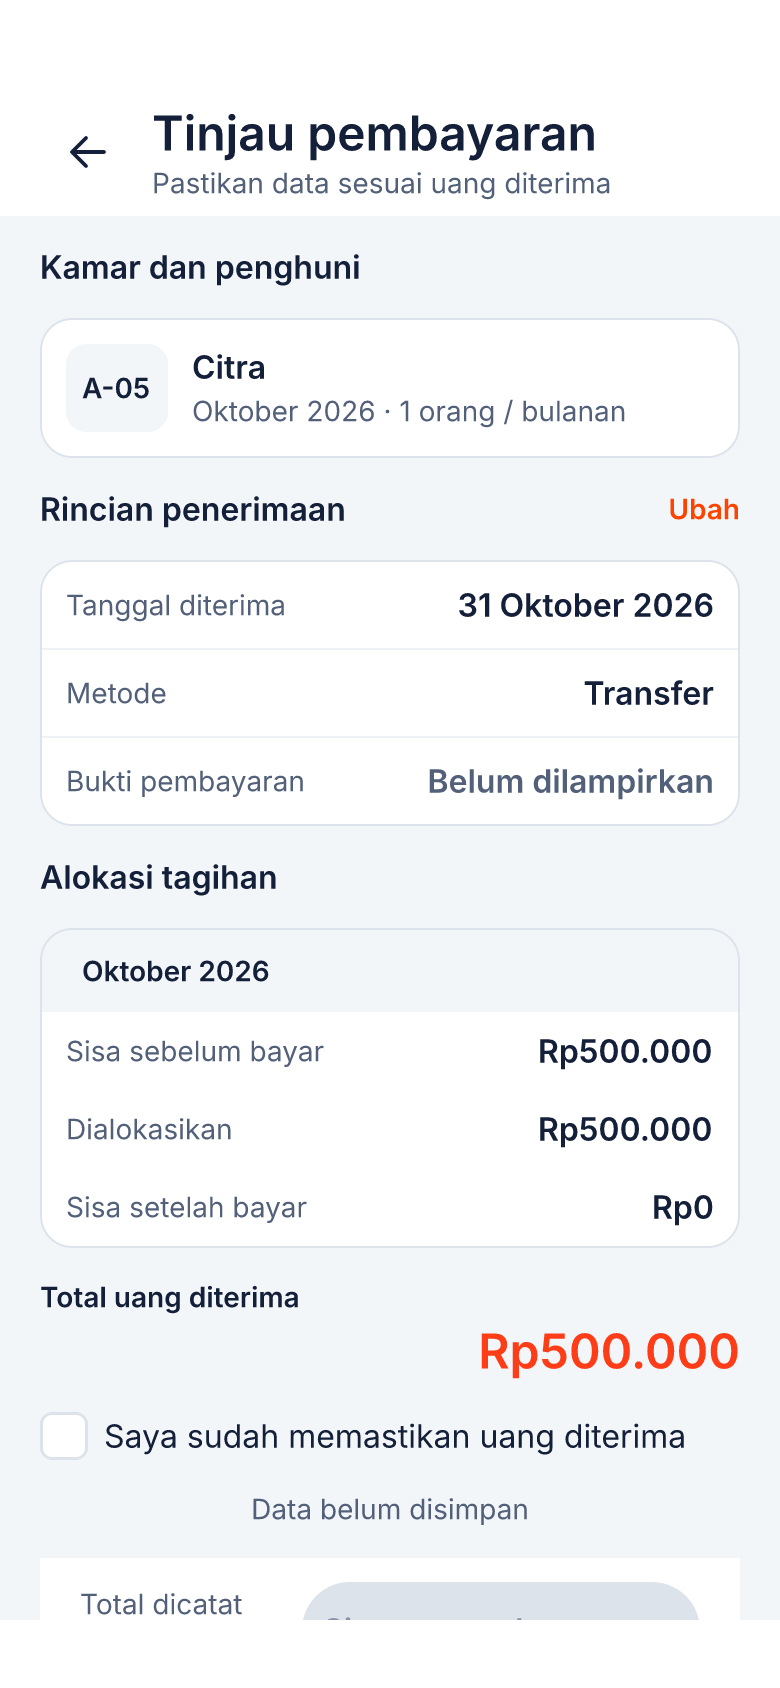 Tinjau pembayaran
Pastikan data sesuai uang diterima
Kamar dan penghuni
A-05
Citra
Oktober 2026 · 1 orang / bulanan
Rincian penerimaan
Ubah
Tanggal diterima
31 Oktober 2026
Metode
Transfer
Bukti pembayaran
Belum dilampirkan
Alokasi tagihan
Oktober 2026
Sisa sebelum bayar
Rp500.000
Dialokasikan
Rp500.000
Sisa setelah bayar
Rp0
Total uang diterima
Rp500.000
Saya sudah memastikan uang diterima
Data belum disimpan
Total dicatat